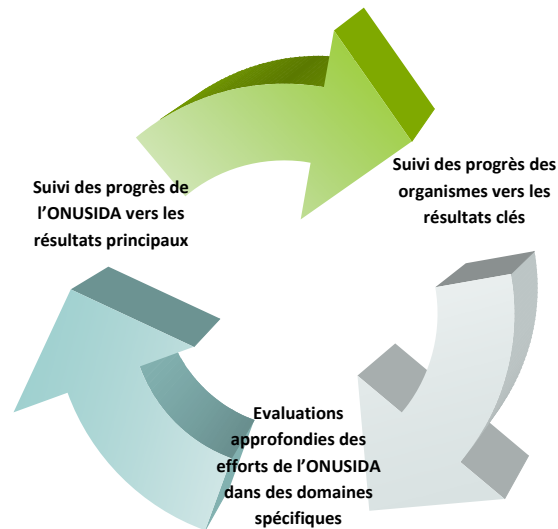 Suivi des progrès de
l’ONUSIDA vers les
résultats principaux
Suivi des progrès des
organismes vers les
résultats clés
Evaluations
approfondies des
efforts de l’ONUSIDA
dans des domaines
spécifiques